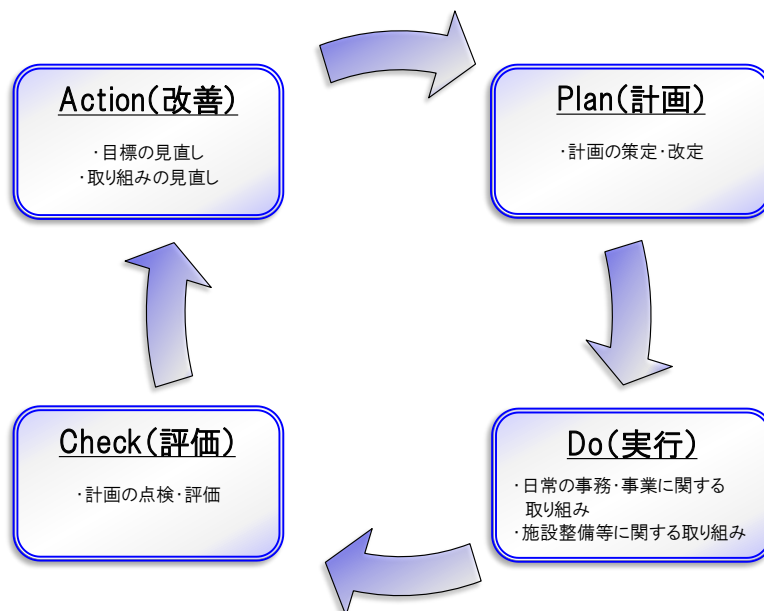 Action(改善)
・目標の見直し
・取り組みの見直し
Plan(計画)
・計画の策定・改定
Check(評価)
・計画の点検・評価
Do(実行)
・日常の事務・事業に関する
取り組み
・施設整備等に関する取り組み